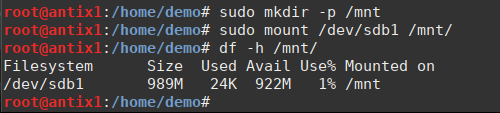 root@antix1:/home/demo# sudo mkdir -p /mnt
root@antix1:/home/demo# sudo mount /dev/sdb1 /mnt/
root@antix1:/home/demo# df -h /mnt/
Filesystem      Size  Used Avail Use% Mounted on
/dev/sdb1       989M   24K  922M   1% /mnt
root@antix1:/home/demo#